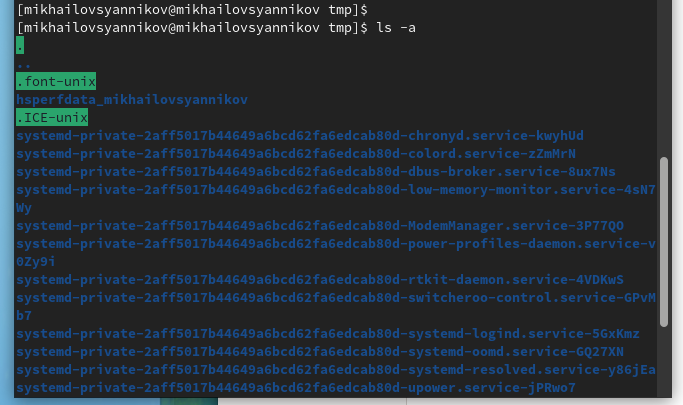 [mikhailovsyannikov@mikhailovsyannikov tmp]$
[mikhailovsyannikov@mikhailovsyannikov tmp]$ ls -a
.
..
.font-unix
hsperfdata_mikhailovsyannikov
.ICE-unix
systemd-private-2aff5017b44649a6bcd62fa6edcab80d-chronyd.service-kwyhUd
systemd-private-2aff5017b44649a6bcd62fa6edcab80d-colord.service-zZmMrN
systemd-private-2aff5017b44649a6bcd62fa6edcab80d-dbus-broker.service-8ux7Ns
systemd-private-2aff5017b44649a6bcd62fa6edcab80d-low-memory-monitor.service-4sN7
Wy
systemd-private-2aff5017b44649a6bcd62fa6edcab80d-ModemManager.service-3P77QO
systemd-private-2aff5017b44649a6bcd62fa6edcab80d-power-profiles-daemon.service-v
0Zy9i
systemd-private-2aff5017b44649a6bcd62fa6edcab80d-rtkit-daemon.service-4VDKwS
systemd-private-2aff5017b44649a6bcd62fa6edcab80d-switcheroo-control.service-GPvM
b7
systemd-private-2aff5017b44649a6bcd62fa6edcab80d-systemd-logind.service-5GxKmz
systemd-private-2aff5017b44649a6bcd62fa6edcab80d-systemd-oomd.service-GQ27XN
systemd-private-2aff5017b44649a6bcd62fa6edcab80d-systemd-resolved.service-y86jEa
systemd-private-2aff5017b44649a6bcd62fa6edcab80d-upower.service-jPRwo7